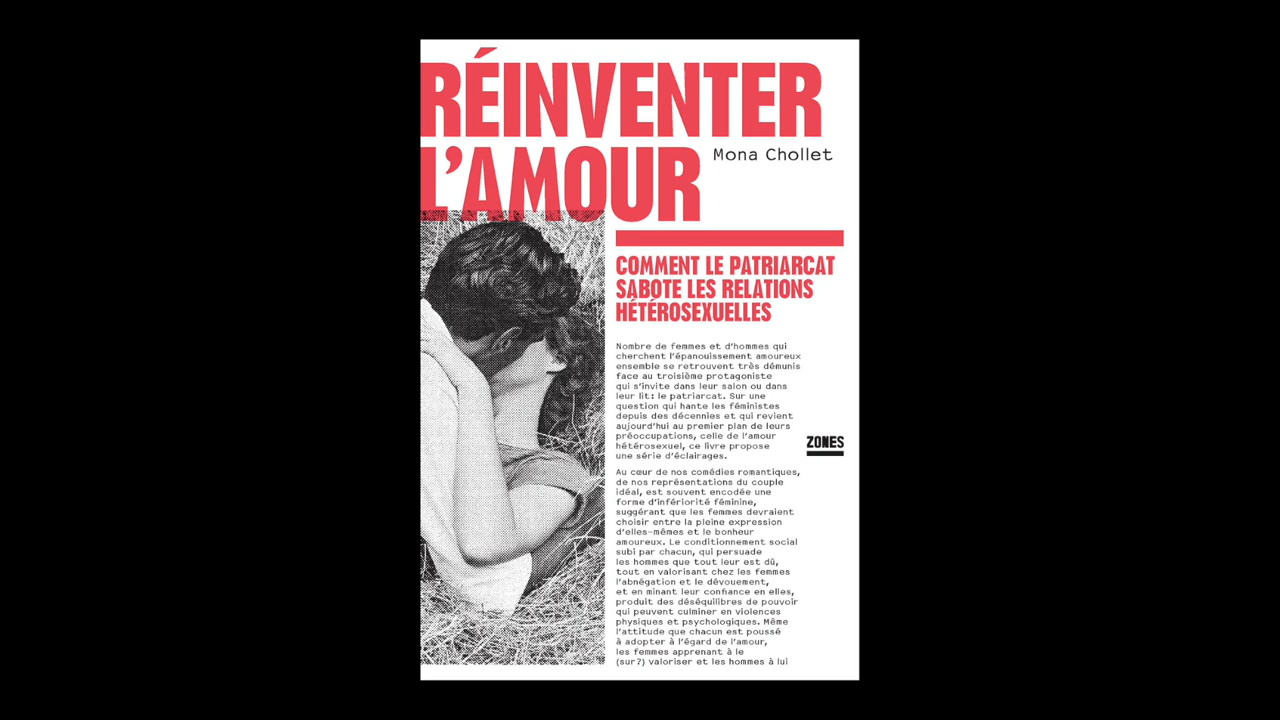 RÉINVENTER
L'AMOUR
Mona Chollet
COMMENT LE PATRIARCAT
SABOTE LES RELATIONS
HÉTÉROSEXUELLES
Nombre de femmes et d'hommes qui
cherchent l'épanouissement amoureux
ensemble se retrouvent très démunis
face au troisième protagoniste
qui s'invite dans leur salon ou dans
leur lit : le patriarcat. Sur une
question qui hante les féministes
depuis des décennies et qui revient
aujourd'hui au premier plan de leurs
préoccupations, celle de l'amour
hétérosexuel, ce livre propose
une série d'éclairages.
ZONES
Au cœur de nos comédies romantiques,
de nos représentations du couple
idéal, est souvent encodée une
forme d'infériorité féminine,
suggérant que les femmes devraient
choisir entre la pleine expression
d'elles-mêmes et le bonheur
amoureux. Le conditionnement social
subi par chacun, qui persuade
les hommes que tout leur est dû,
tout en valorisant chez les femmes
l'abnégation et le dévouement,
et en minant leur confiance en elles,
produit des déséquilibres de pouvoir
qui peuvent culminer en violences
physiques et psychologiques. Même
l'attitude que chacun est poussé
à adopter à l'égard de l'amour,
les femmes apprenant à le
(sur?) valoriser et les hommes à lui